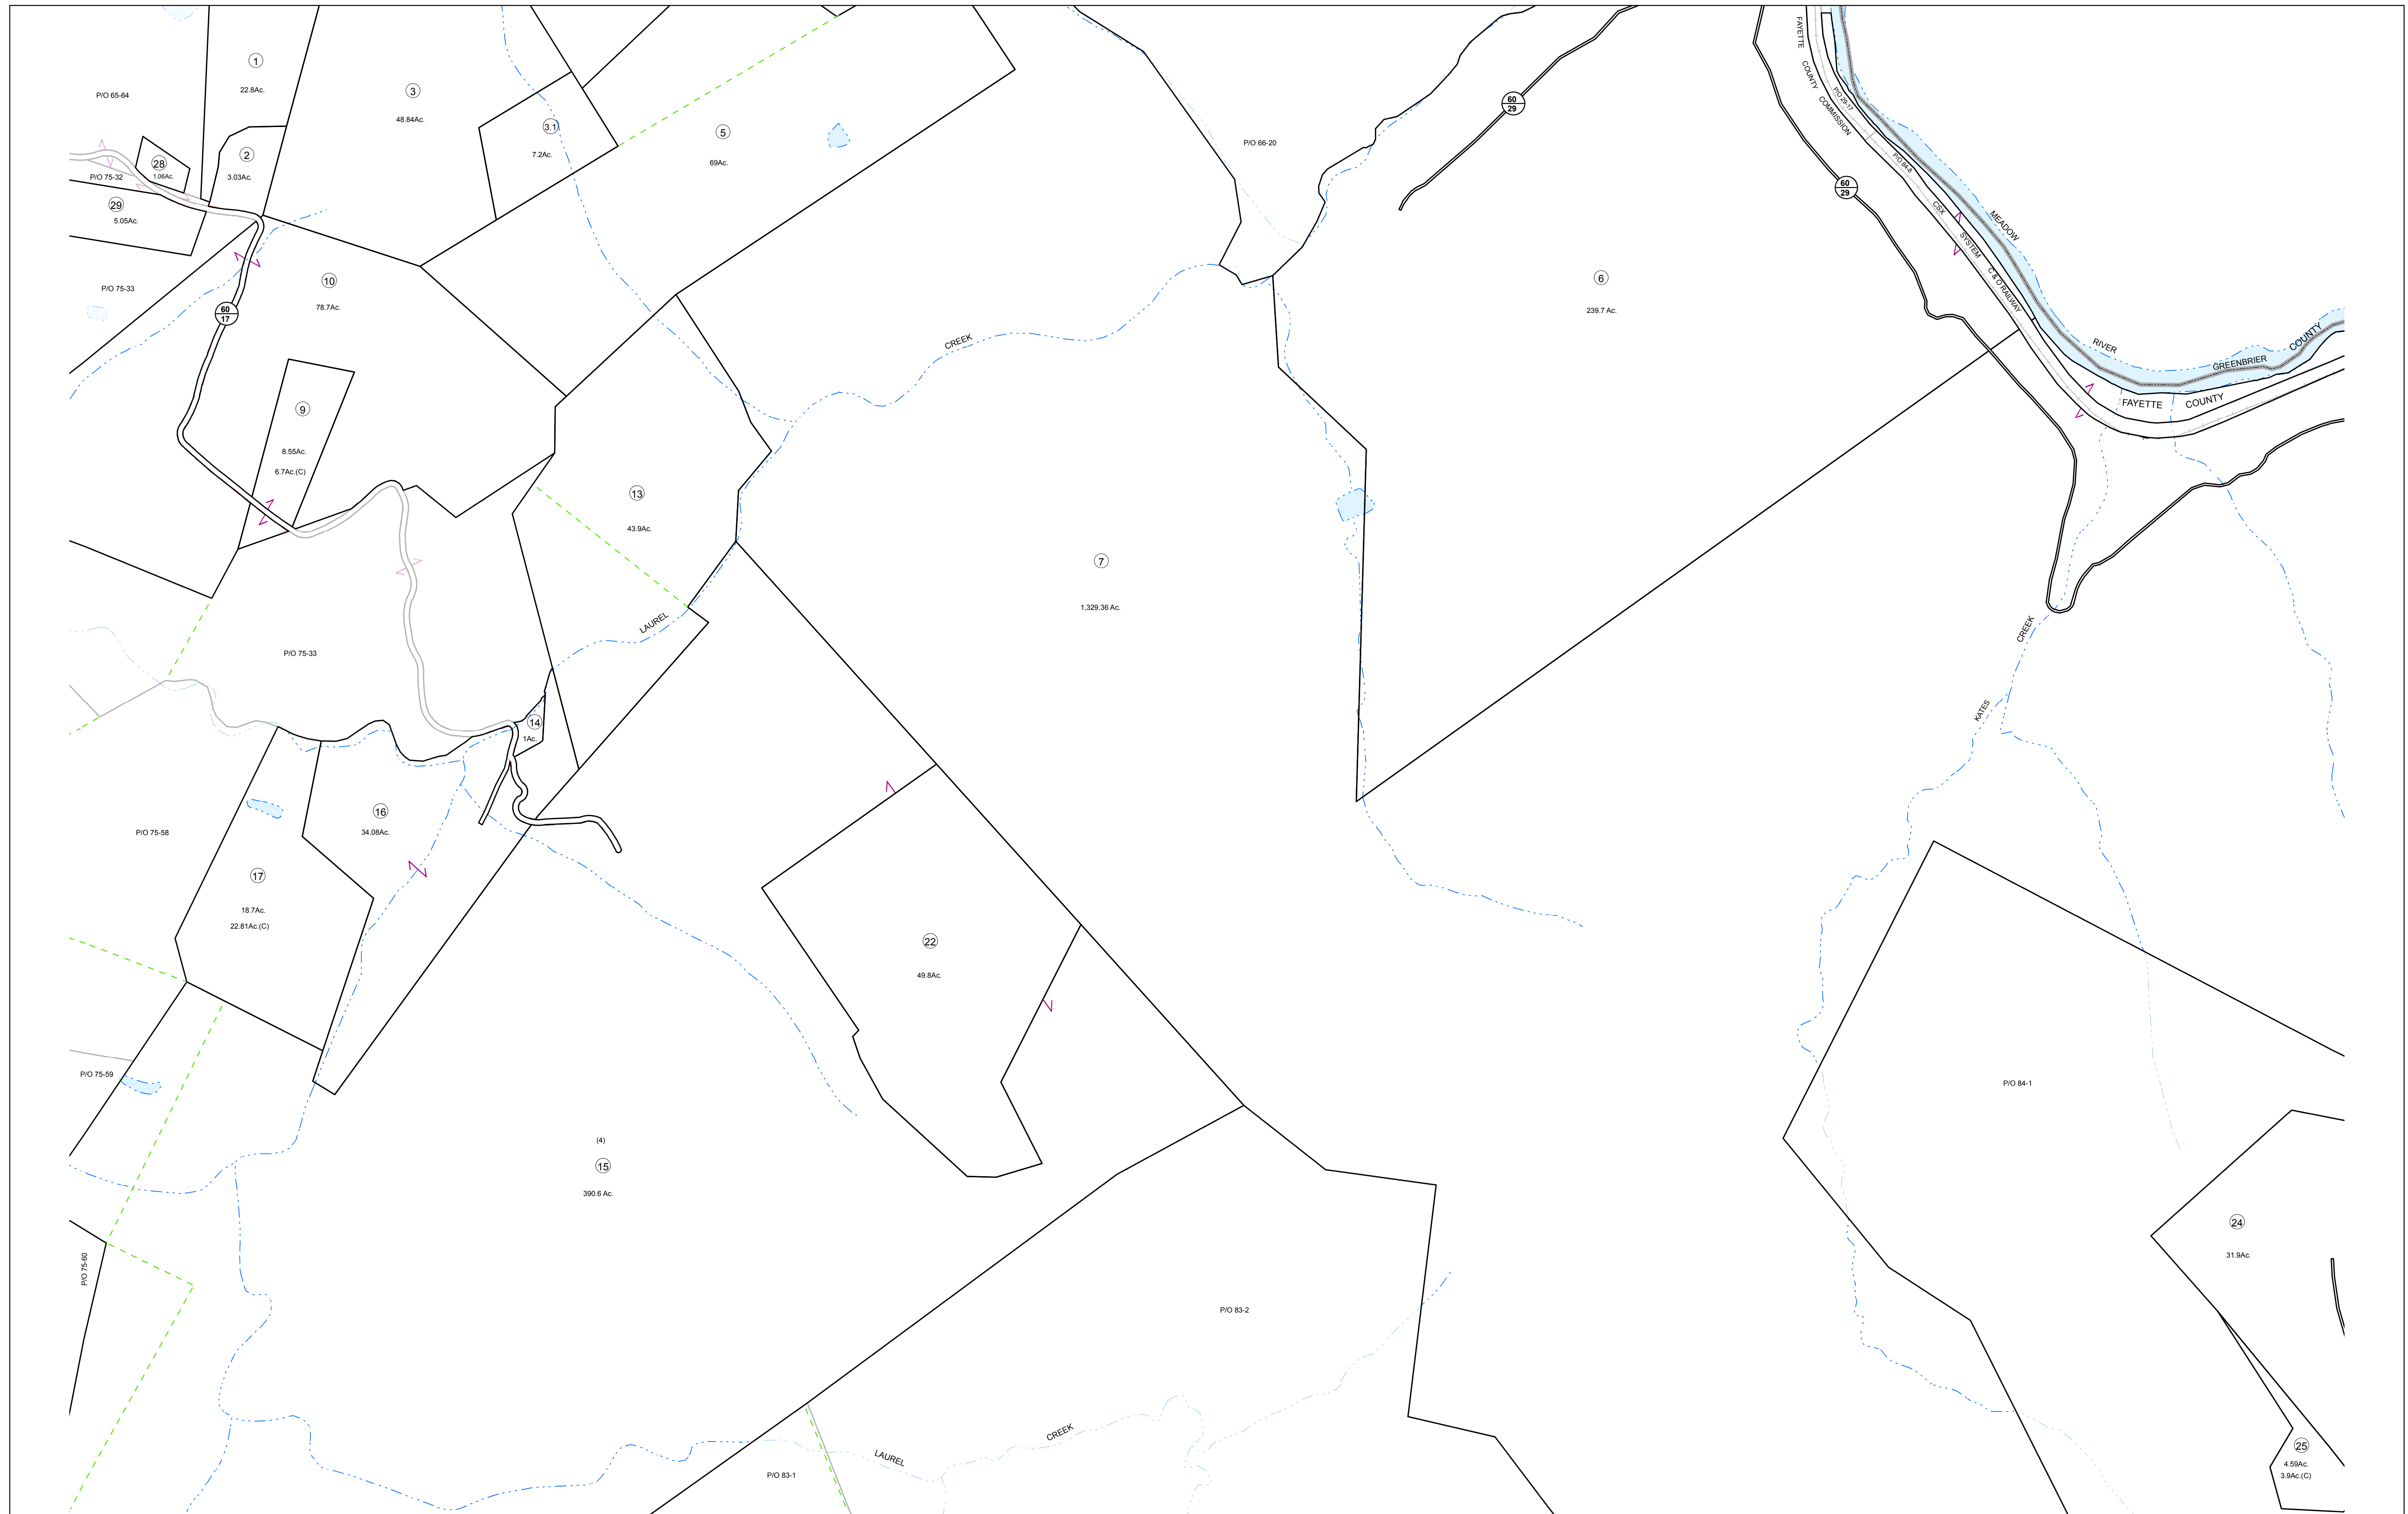 1
22.8Ac.
P/O 65-64
3
48.84Ac.
3.1
7.2Ac.
5
69Ac.
P/O 66-20
60
29
FAYETTE
COUNTY
COMMISSION
P/O 29-17
P/O 84-8
60
29
CSX
SYSTEM
C & O RAILWAY
MEADOW
RIVER
GREENBRIER
COUNTY
FAYETTE
COUNTY
28
1.06Ac.
2
3.03Ac.
P/O 75-32
29
5.05Ac.
P/O 75-33
10
78.7Ac.
60
17
6
239.7 Ac.
CREEK
9
8.55Ac.
6.7Ac.(C)
13
43.9Ac.
7
1,329.36 Ac.
LAUREL
P/O 75-33
CREEK
KATES
14
1Ac.
16
34.08Ac.
P/O 75-58
17
18.7Ac.
22.81Ac.(C)
22
49.8Ac.
P/O 75-59
P/O 84-1
(4)
15
390.6 Ac.
24
31.9Ac.
P/O 75-60
P/O 83-2
CREEK
LAUREL
P/O 83-1
25
4.59Ac.
3.9Ac.(C)